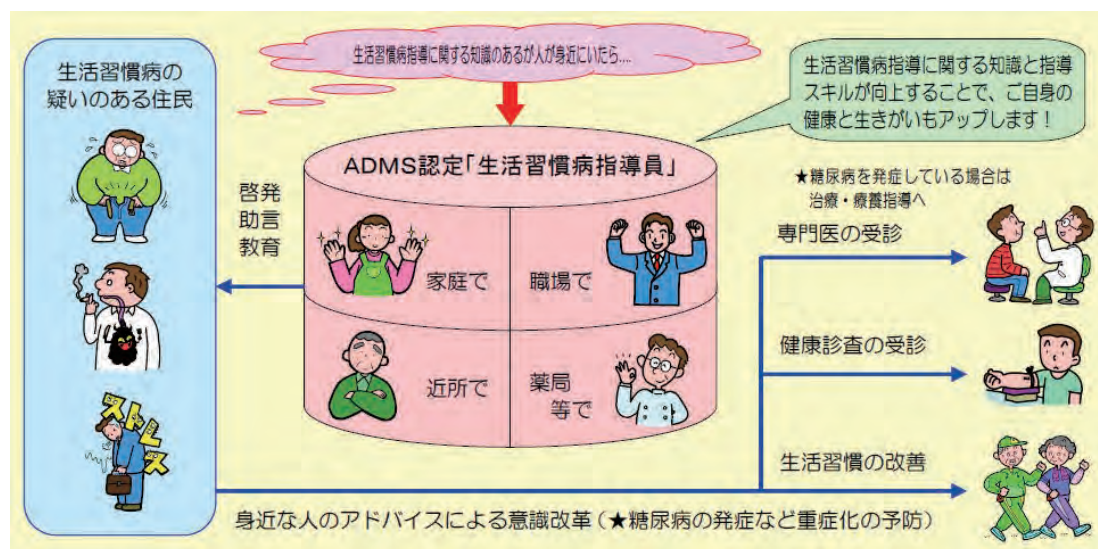 生活習慣病指導に関する知識のあるが人が身近にいたら....
生活習慣病の
疑いのある住民
ストレス
生活習慣病指導に関する知識と指導
スキルが向上することで、ご自身の
健康と生きがいもアップします！
ADMS認定「生活習慣病指導員」
啓発
助言
教育
家庭で
職場で
近所で
薬局
等で
★糖尿病を発症している場合は
治療・療養指導へ
専門医の受診
健康診査の受診
生活習慣の改善
身近な人のアドバイスによる意識改革（★糖尿病の発症など重症化の予防）